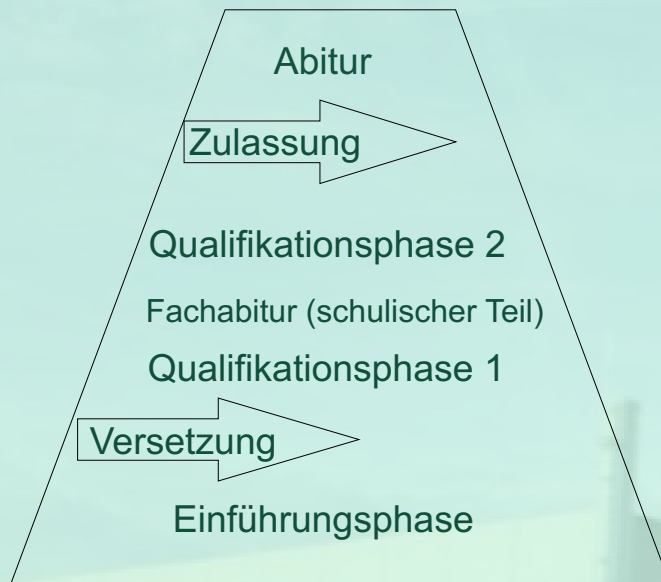 Abitur
Zulassung
Qualifikationsphase 2
Fachabitur (schulischer Teil)
Qualifikationsphase 1
Versetzung
Einführungsphase